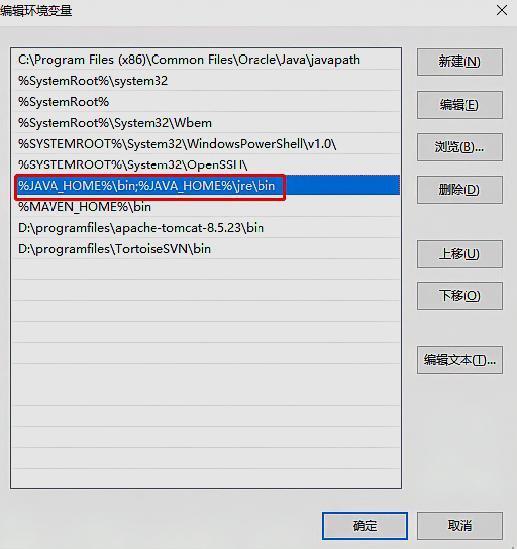 编辑环境变量
C:\Program Files (x86)\Common Files\Oracle\Java\javapath
%SystemRoot%\system32
%SystemRoot%
%SystemRoot%\System32\Wbem
%SYSTEMROOT%\System32\WindowsPowerShell\v1.0\
%SYSTEMROOT%\System32\OpenSSH\
%JAVA_HOME%\bin;%JAVA_HOME%\jre\bin
%MAVEN_HOME%\bin
D:\programfiles\apache-tomcat-8.5.23\bin
D:\programfiles\TortoiseSVN\bin
新建(N)
编辑(E)
浏览(B)...
删除(D)
上移(U)
下移(O)
编辑文本(T)...
确定
取消